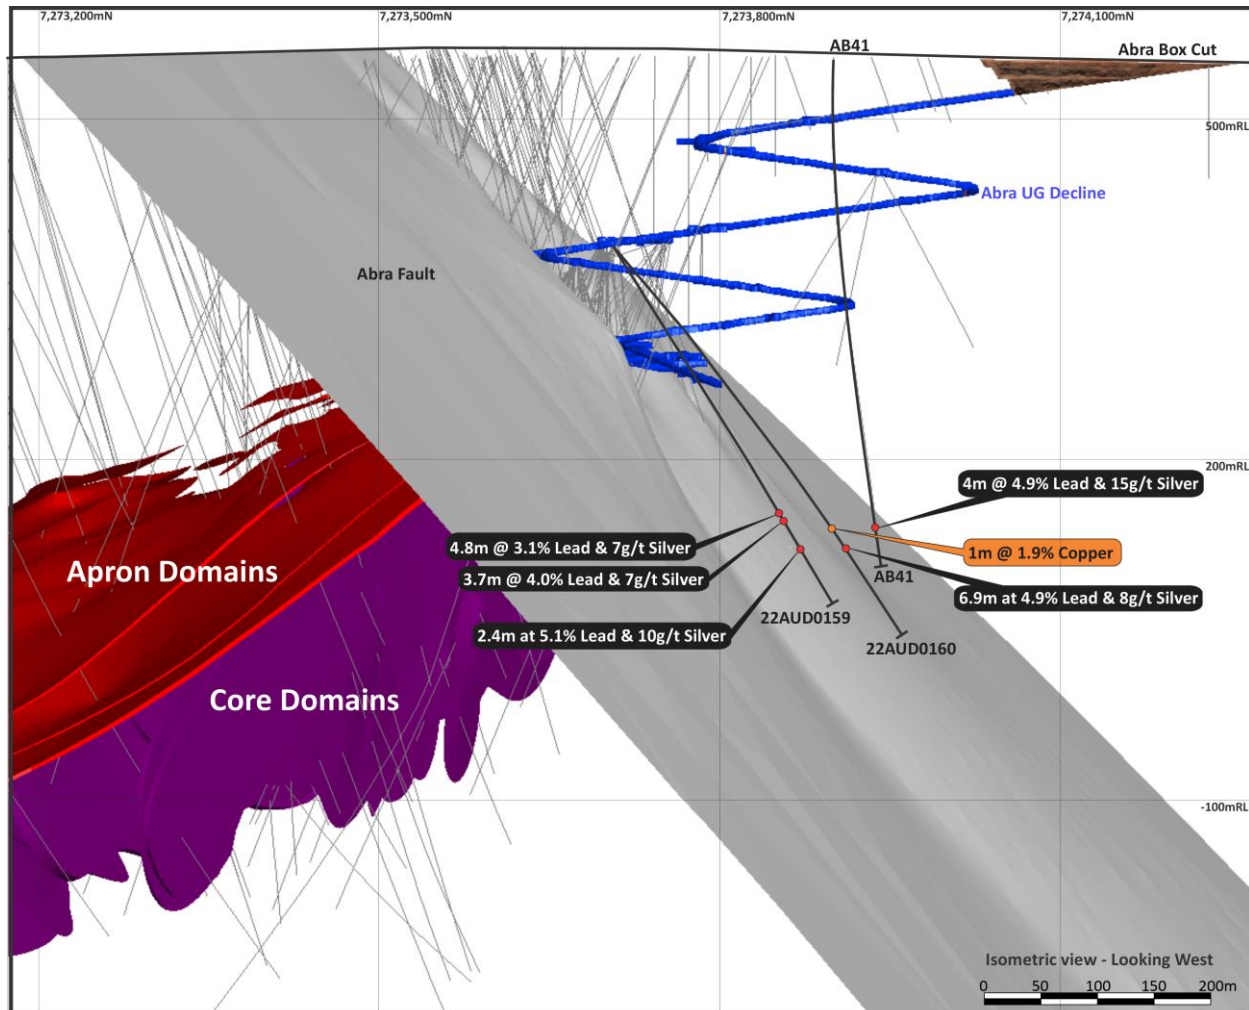 7,273,200mN
7,273,500mN
7,273,800mN
7,274,100mN
AB41
Abra Box Cut
500mRL
Abra UG Decline
Abra Fault
200mRL
4m @ 4.9% Lead & 15g/t Silver
4.8m @ 3.1% Lead & 7g/t Silver
1m @ 1.9% Copper
3.7m @ 4.0% Lead & 7g/t Silver
AB41
Apron Domains
6.9m at 4.9% Lead & 8g/t Silver
22AUD0159
2.4m at 5.1% Lead & 10g/t Silver
22AUD0160
Core Domains
-100mRL
Isometric view - Looking West
0 50 100 150 200m